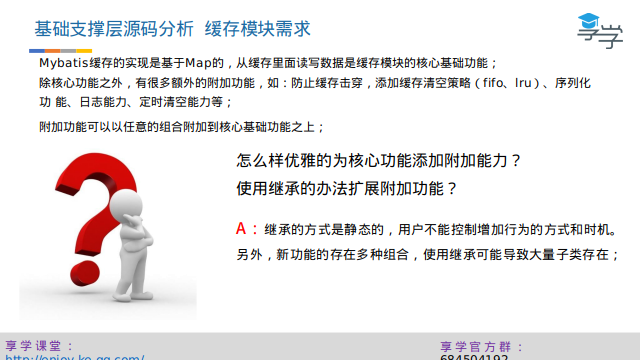 基础支撑层源码分析 缓存模块需求
享学
Mybatis缓存的实现是基于Map的，从缓存里面读写数据是缓存模块的核心基础功能；
除核心功能之外，有很多额外的附加功能，如：防止缓存击穿，添加缓存清空策略（fifo、lru）、序列化
功 能、日志能力、定时清空能力等；
附加功能可以以任意的组合附加到核心基础功能之上；
怎么样优雅的为核心功能添加附加能力？
使用继承的办法扩展附加功能？
A：继承的方式是静态的，用户不能控制增加行为的方式和时机。
另外，新功能的存在多种组合，使用继承可能导致大量子类存在；
享学课堂：
http://enjoy.ke.qq.com/
享学官方群：
684504192